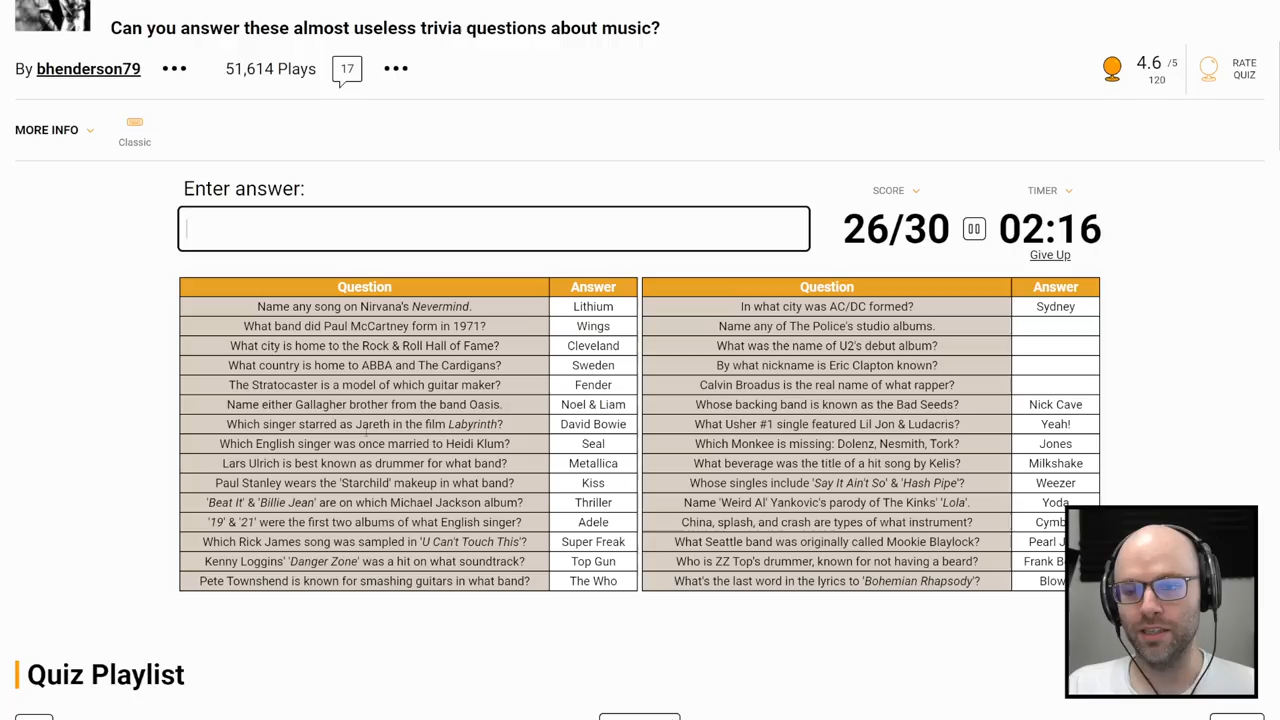 Can you answer these almost useless trivia questions about music?
By bhenderson79 ••• 51,614 Plays 17 •••
4.6 /5
120
RATE QUIZ
MORE INFO
Classic
Enter answer:
SCORE TIMER
26/30 02:16
Give Up
Question Answer
Name any song on Nirvana's Nevermind. Lithium
What band did Paul McCartney form in 1971? Wings
What city is home to the Rock & Roll Hall of Fame? Cleveland
What country is home to ABBA and The Cardigans? Sweden
The Stratocaster is a model of which guitar maker? Fender
Name either Gallagher brother from the band Oasis. Noel & Liam
Which singer starred as Jareth in the film Labyrinth? David Bowie
Which English singer was once married to Heidi Klum? Seal
Lars Ulrich is best known as drummer for what band? Metallica
Paul Stanley wears the 'Starchild' makeup in what band? Kiss
'Beat It' & 'Billie Jean' are on which Michael Jackson album? Thriller
'19' & '21' were the first two albums of what English singer? Adele
Which Rick James song was sampled in 'U Can't Touch This'? Super Freak
Kenny Loggins' 'Danger Zone' was a hit on what soundtrack? Top Gun
Pete Townshend is known for smashing guitars in what band? The Who
Question Answer
In what city was AC/DC formed? Sydney
Name any of The Police's studio albums.
What was the name of U2's debut album?
By what nickname is Eric Clapton known?
Calvin Broadus is the real name of what rapper?
Whose backing band is known as the Bad Seeds? Nick Cave
What Usher #1 single featured Lil Jon & Ludacris? Yeah!
Which Monkee is missing: Dolenz, Nesmith, Tork? Jones
What beverage was the title of a hit song by Kelis? Milkshake
Whose singles include 'Say It Ain't So' & 'Hash Pipe'? Weezer
Name 'Weird Al' Yankovic's parody of The Kinks' 'Lola'. Yoda
China, splash, and crash are types of what instrument? Cymb
What Seattle band was originally called Mookie Blaylock? Pearl J
Who is ZZ Top's drummer, known for not having a beard? Frank B
What's the last word in the lyrics to 'Bohemian Rhapsody'? Blow
Quiz Playlist